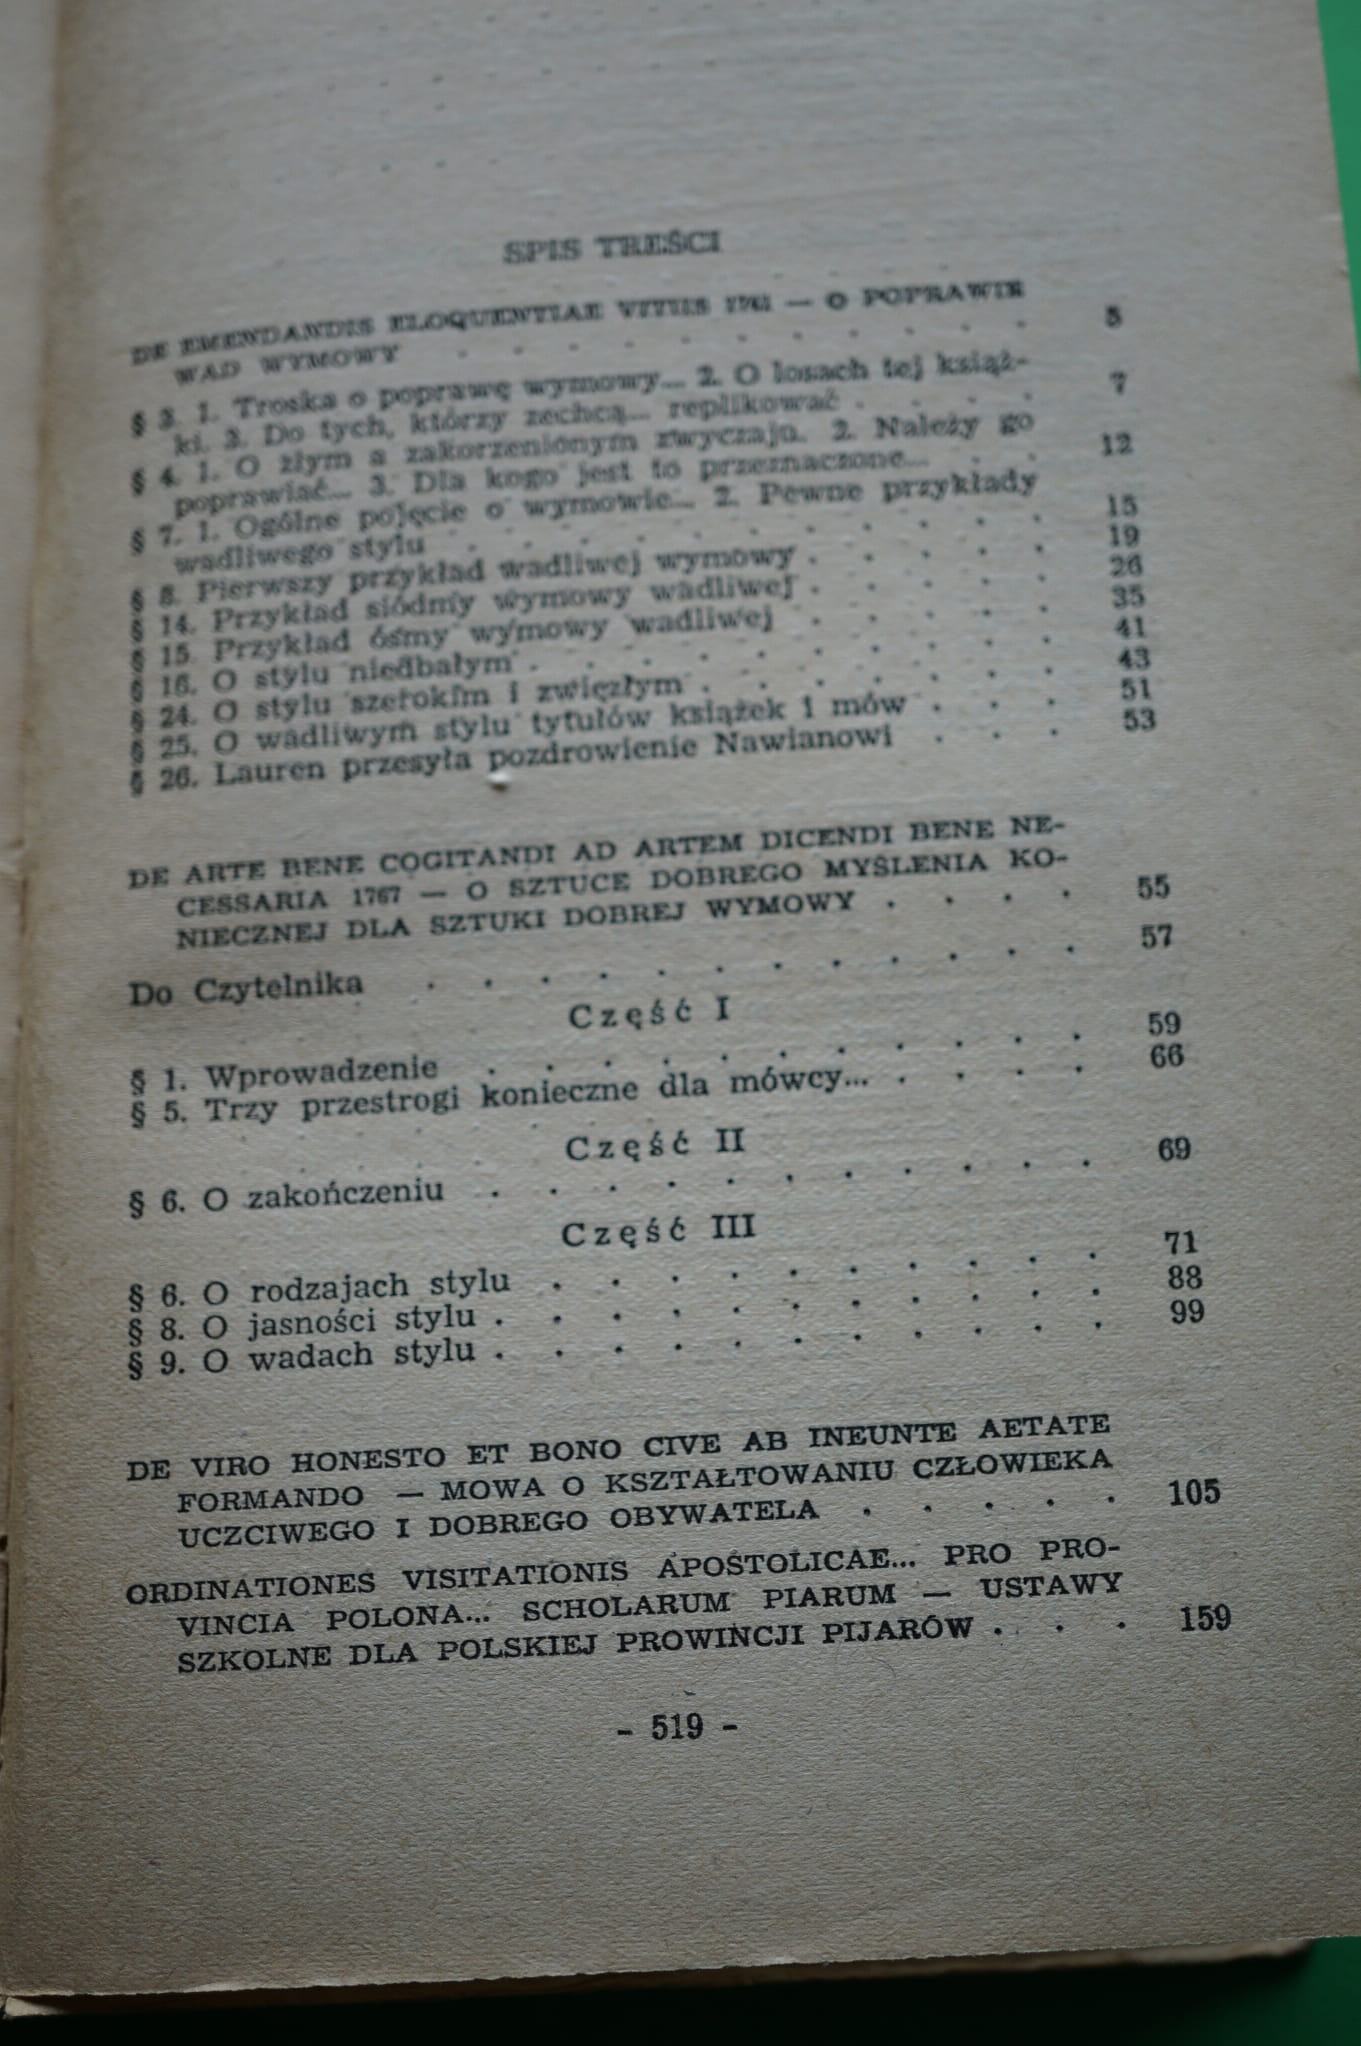 SPIS TREŚCI
DE EMENDANDIS ELOQUENTIAE VITIIS 1741 — O POPRAWIE
WAD WYMOWY . . . . . . . . . . 5
§ 3. 1. Troska o poprawę wymowy... 2. O losach tej książ-
ki. 3. Do tych, którzy zechcą... replikować . . . . 7
§ 4. 1. O złym a zakorzenionym zwyczaju. 2. Należy go
poprawiać... 3. Dla kogo jest to przeznaczone... . . 12
§ 7. 1. Ogólne pojęcie o wymowie... 2. Pewne przykłady
wadliwego stylu . . . . . . . . . . 15
§ 8. Pierwszy przykład wadliwej wymowy . . . . . 19
§ 14. Przykład siódmy wymowy wadliwej . . . . . 26
§ 15. Przykład ósmy wymowy wadliwej . . . . . 35
§ 16. O stylu niedbałym . . . . . . . . . . 41
§ 24. O stylu szerokim i zwięzłym . . . . . . . 43
§ 25. O wadliwym stylu tytułów książek i mów . . . 51
§ 26. Lauren przesyła pozdrowienie Nawianowi . . . 53
DE ARTE BENE COGITANDI AD ARTEM DICENDI BENE NE-
CESSARIA 1767 — O SZTUCE DOBREGO MYŚLENIA KO-
NIECZNEJ DLA SZTUKI DOBREJ WYMOWY . . . . 55
Do Czytelnika . . . . . . . . . . . . 57
Część I
§ 1. Wprowadzenie . . . . . . . . . . . 59
§ 5. Trzy przestrogi konieczne dla mówcy... . . . . 66
Część II
§ 6. O zakończeniu . . . . . . . . . . . 69
Część III
§ 6. O rodzajach stylu . . . . . . . . . . 71
§ 8. O jasności stylu . . . . . . . . . . . 88
§ 9. O wadach stylu . . . . . . . . . . . 99
DE VIRO HONESTO ET BONO CIVE AB INEUNTE AETATE
FORMANDO — MOWA O KSZTAŁTOWANIU CZŁOWIEKA
UCZCIWEGO I DOBREGO OBYWATELA . . . . . 105
ORDINATIONES VISITATIONIS APOSTOLICAE... PRO PRO-
VINCIA POLONA... SCHOLARUM PIARUM — USTAWY
SZKOLNE DLA POLSKIEJ PROWINCJI PIJARÓW . . . 159
- 519 -